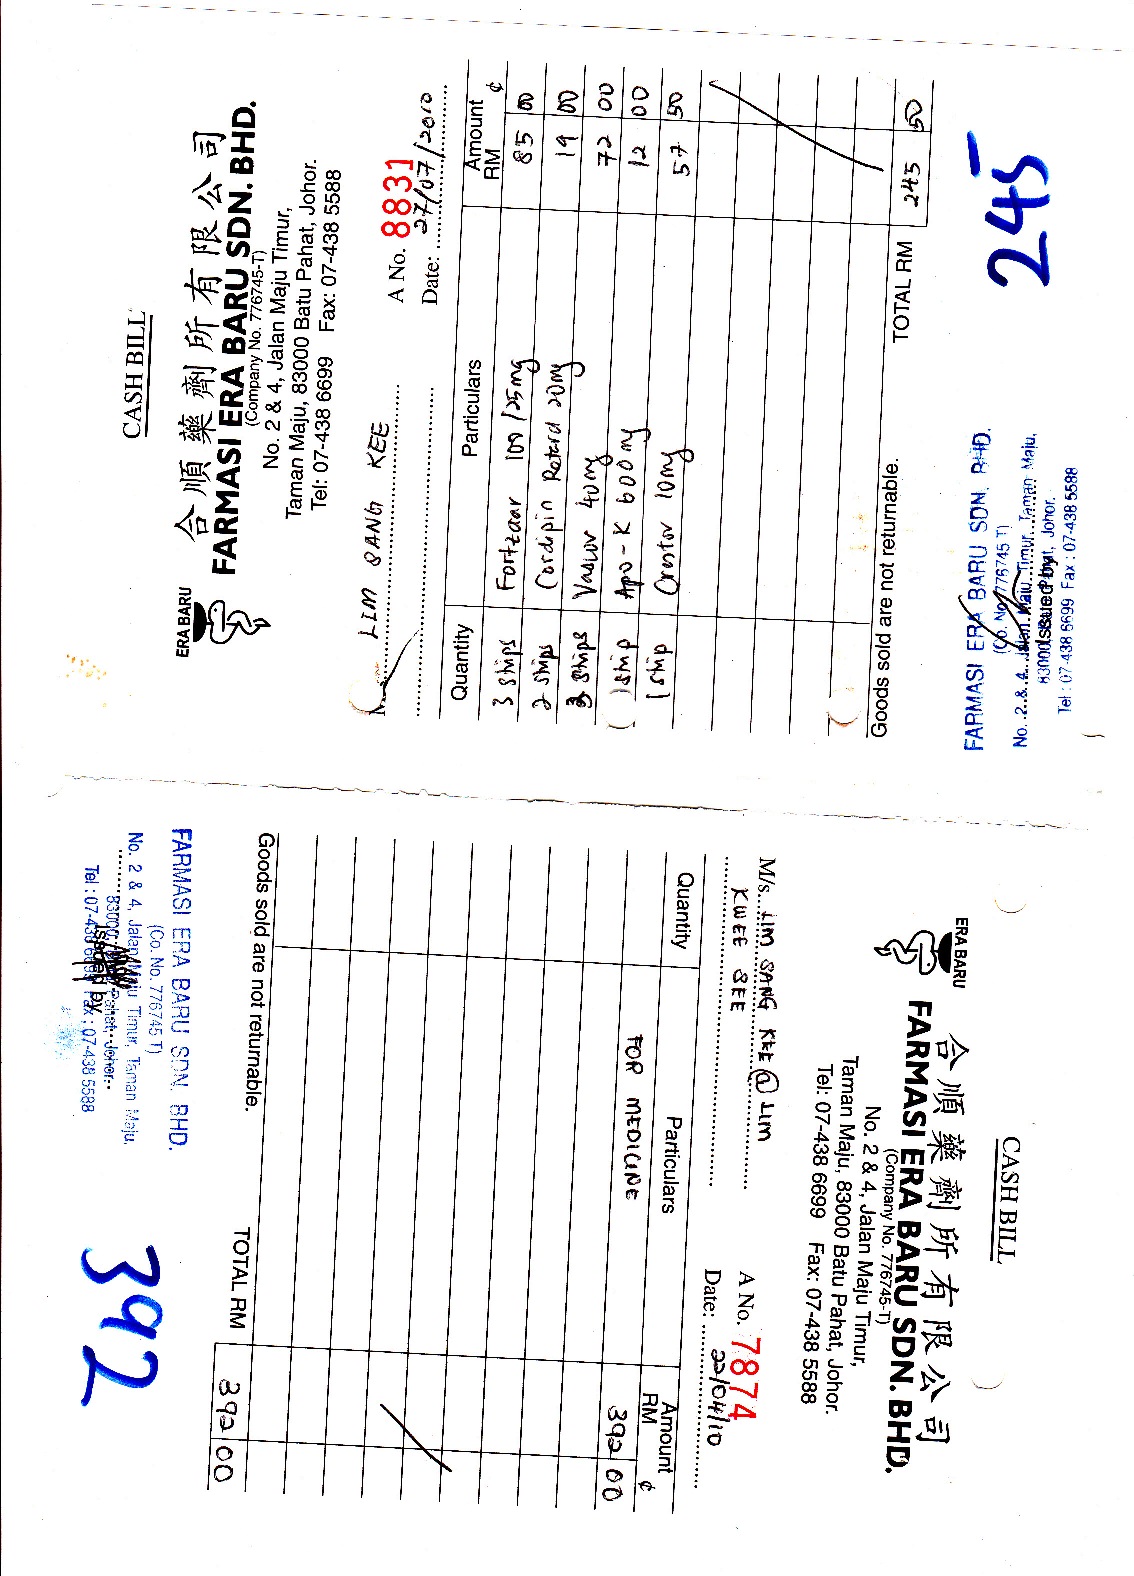 CASH BILL
ERA BARU
合順藥劑所有限公司
FARMASI ERA BARU SDN. BHD.
(Company No. 776745-T)
No. 2 & 4, Jalan Maju Timur,
Taman Maju, 83000 Batu Pahat, Johor.
Tel: 07-438 6699 Fax: 07-438 5588
A No. 8831
LIM SANG KEE
Date: 27/07/2010
Quantity Particulars Amount
RM ¢
3 strips Fortzaar 100/25mg 85 00
2 strips Cordipin Retard 20mg 19 00
3 strips Vascor 40mg 72 00
1 strip Apo-K 600mg 12 00
1 strip Crestor 10mg 57 50
Goods sold are not returnable. TOTAL RM 245 50
FARMASI ERA BARU SDN. BHD.
(Co. No. 776745 T)
No. 2 & 4, Jalan Maju Timur, Taman Maju,
83000 Batu Pahat, Johor.
Issued by
Tel : 07-438 6699 Fax : 07-438 5588
245
CASH BILL
ERA BARU
合順藥劑所有限公司
FARMASI ERA BARU SDN. BHD.
(Company No. 776745-T)
No. 2 & 4, Jalan Maju Timur,
Taman Maju, 83000 Batu Pahat, Johor.
Tel: 07-438 6699 Fax: 07-438 5588
A No. 7874
M/s. LIM SANG KEE @ LIM
KWEE SEE
Date: 22/04/10
Quantity Particulars Amount
RM ¢
FOR MEDICINE 392 00
Goods sold are not returnable. TOTAL RM 392 00
FARMASI ERA BARU SDN. BHD.
(Co. No. 776745 T)
No. 2 & 4, Jalan Maju Timur, Taman Maju,
83000 Batu Pahat, Johor.
Issued by
Tel : 07-438 6699 Fax : 07-438 5588
392